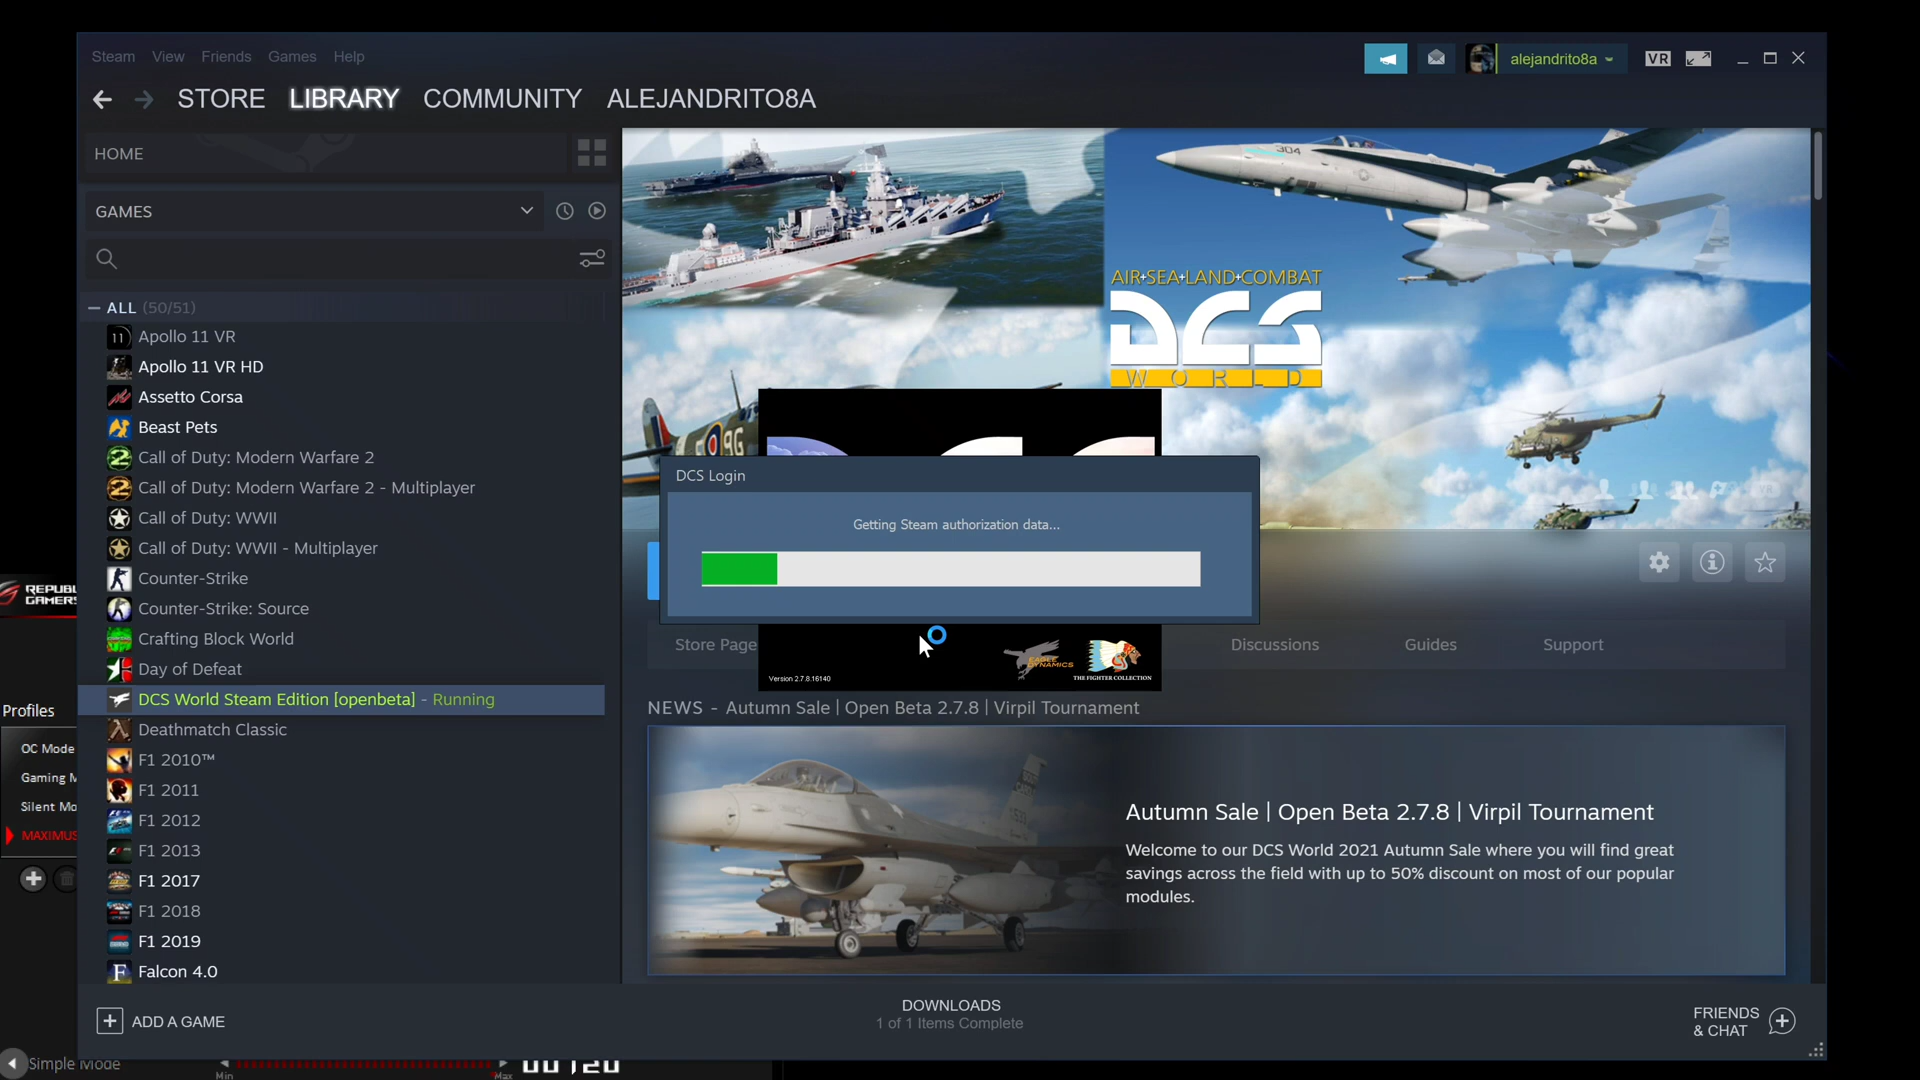 Steam View Friends Games Help
alejandrito8a
VR
STORE LIBRARY COMMUNITY ALEJANDRITO8A
HOME
GAMES
ALL (50/51)
Apollo 11 VR
Apollo 11 VR HD
Assetto Corsa
Beast Pets
Call of Duty: Modern Warfare 2
Call of Duty: Modern Warfare 2 - Multiplayer
Call of Duty: WWII
Call of Duty: WWII - Multiplayer
Counter-Strike
Counter-Strike: Source
Crafting Block World
Day of Defeat
DCS World Steam Edition [openbeta] - Running
Deathmatch Classic
F1 2010™
F1 2011
F1 2012
F1 2013
F1 2017
F1 2018
F1 2019
Falcon 4.0
ADD A GAME
304
AIR+SEA+LAND+COMBAT
DCS
WORLD
9G
DCS Login
Getting Steam authorization data...
Store Page
Discussions
Guides
Support
EAGLE DYNAMICS
THE FIGHTER COLLECTION
Version 2.7.8.16140
NEWS - Autumn Sale | Open Beta 2.7.8 | Virpil Tournament
Autumn Sale | Open Beta 2.7.8 | Virpil Tournament
Welcome to our DCS World 2021 Autumn Sale where you will find great
savings across the field with up to 50% discount on most of our popular
modules.
DOWNLOADS
1 of 1 Items Complete
FRIENDS
& CHAT
REPUBL
GAMERS
Profiles
OC Mode
Gaming M
Silent Mo
MAXIMUS
Simple Mode
Min
Max